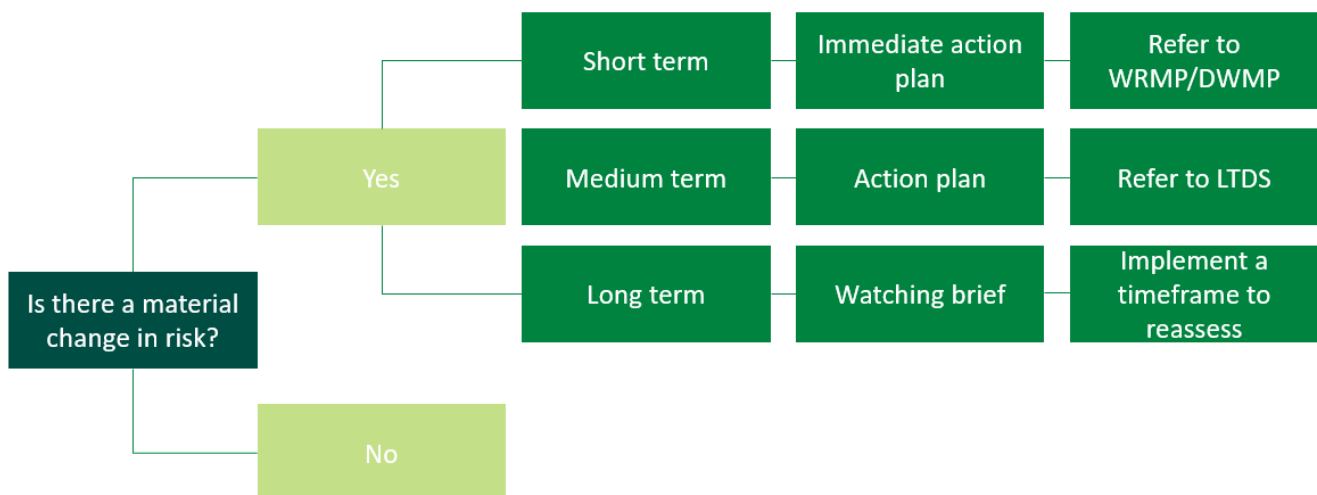 Short term
Immediate action
plan
Refer to
WRMP/DWMP
Yes
Medium term
Action plan
Refer to LTDS
Is there a material
change in risk?
Long term
Watching brief
Implement a
timeframe to
reassess
No